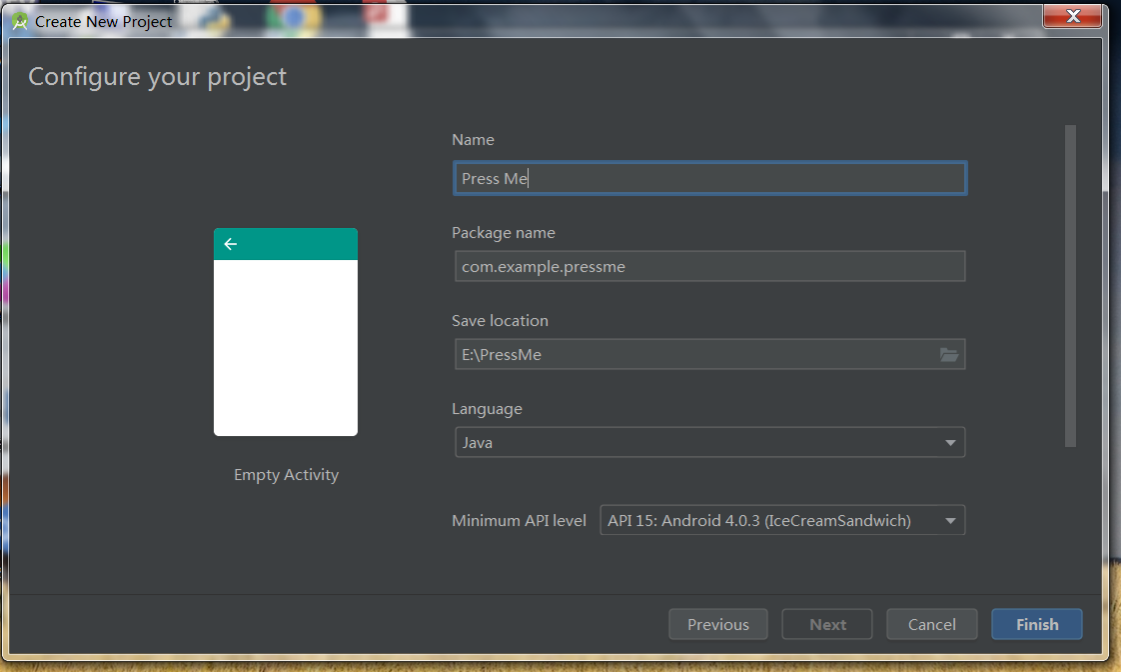 Create New Project
Configure your project
Name
Press Me
Package name
com.example.pressme
Save location
E:\PressMe
Language
Java
Empty Activity
Minimum API level API 15: Android 4.0.3 (IceCreamSandwich)
Previous Next Cancel Finish